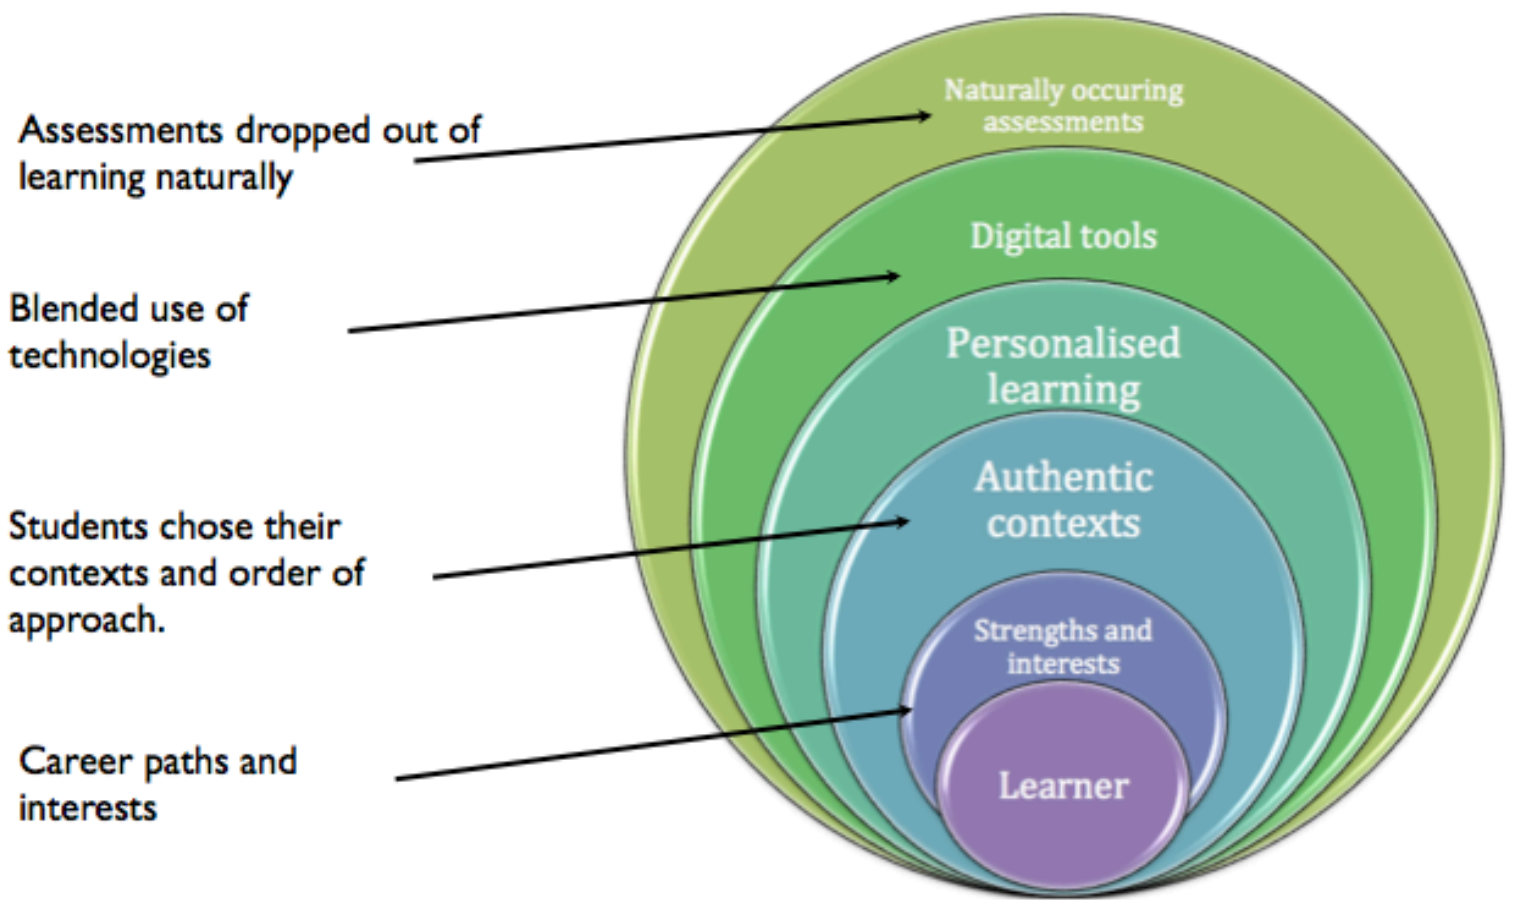 Assessments dropped out of
learning naturally
Blended use of
technologies
Students chose their
contexts and order of
approach.
Career paths and
interests
Naturally occuring
assessments
Digital tools
Personalised
learning
Authentic
contexts
Strengths and
interests
Learner